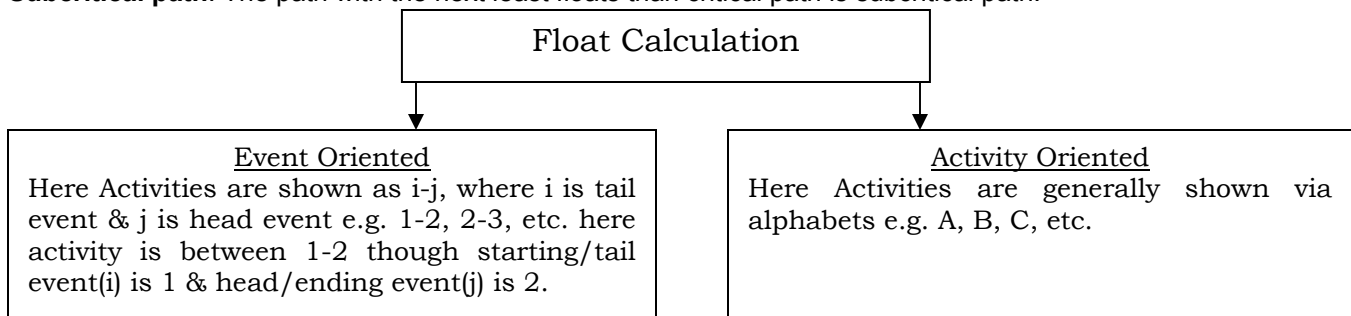 Subcritical path: The path with the next least floats than critical path is subcritical path.
Float Calculation
Event Oriented
Here Activities are shown as i-j, where i is tail
event & j is head event e.g. 1-2, 2-3, etc. here
activity is between 1-2 though starting/tail
event(i) is 1 & head/ending event(j) is 2.
Activity Oriented
Here Activities are generally shown via
alphabets e.g. A, B, C, etc.